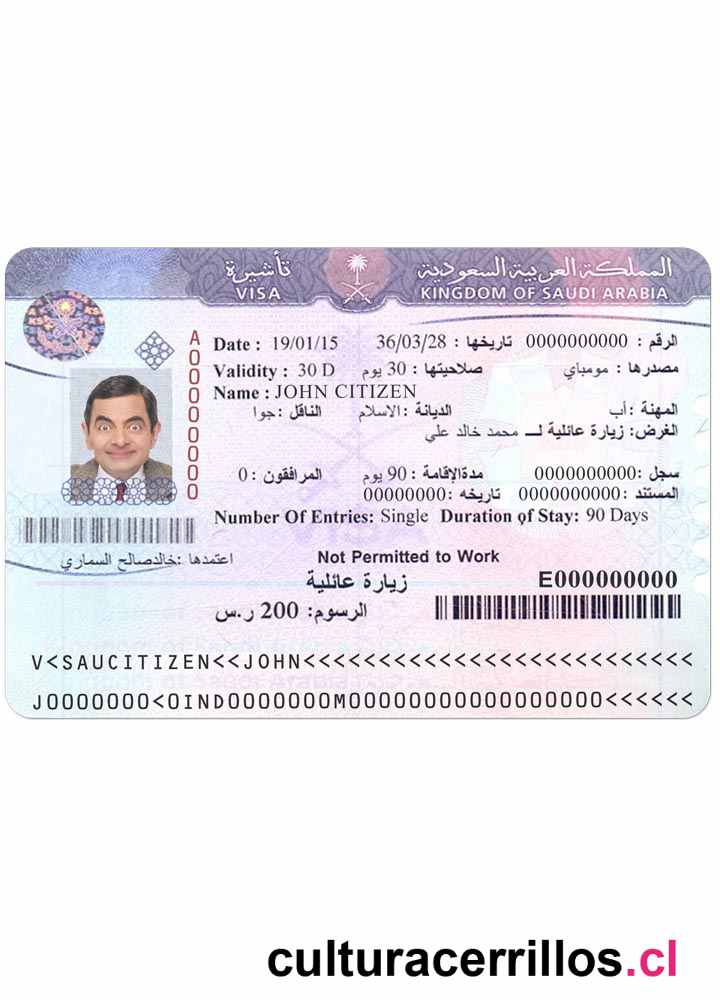 تأشيرة المملكة العربية السعودية
VISA KINGDOM OF SAUDI ARABIA
A00000000
Date : 19/01/15 36/03/28 : تاريخها 0000000000 : الرقم
Validity : 30 D صلاحيتها : 30 يوم مصدرها : مومباي
Name : JOHN CITIZEN
المهنة : أب الديانة : الاسلام الناقل : جوا
الغرض: زيارة عائلية لـــ محمد خالد علي
سجل :0000000000 مدةالإقامة : 90 يوم المرافقون : 0
المستند :0000000000 تاريخه :00000000
Number Of Entries: Single Duration of Stay: 90 Days
اعتمدها :خالدصالح السماري
Not Permitted to Work
زيارة عائلية E000000000
الرسوم: 200 ر.س
V<SAUCITIZEN<<JOHN<<<<<<<<<<<<<<<<<<<<<<<<<<
J0000000<0IND0000000M00000000000000000<<<<<<
culturacerrillos.cl